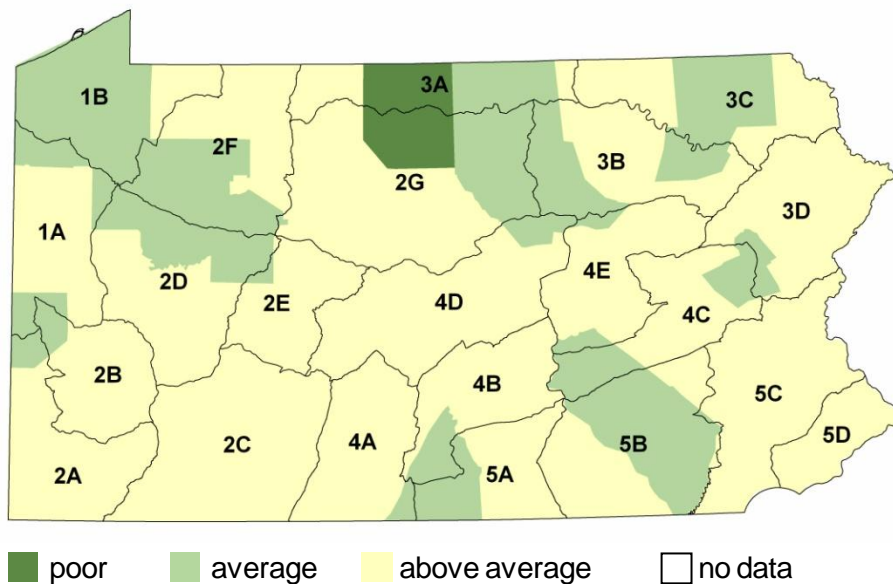 3A
1B
3C
2F
3B
2G
3D
1A
4E
2D
2E
4D
4C
2B
4B
5C
5D
2C
4A
5B
2A
5A
poor
average
above average
no data